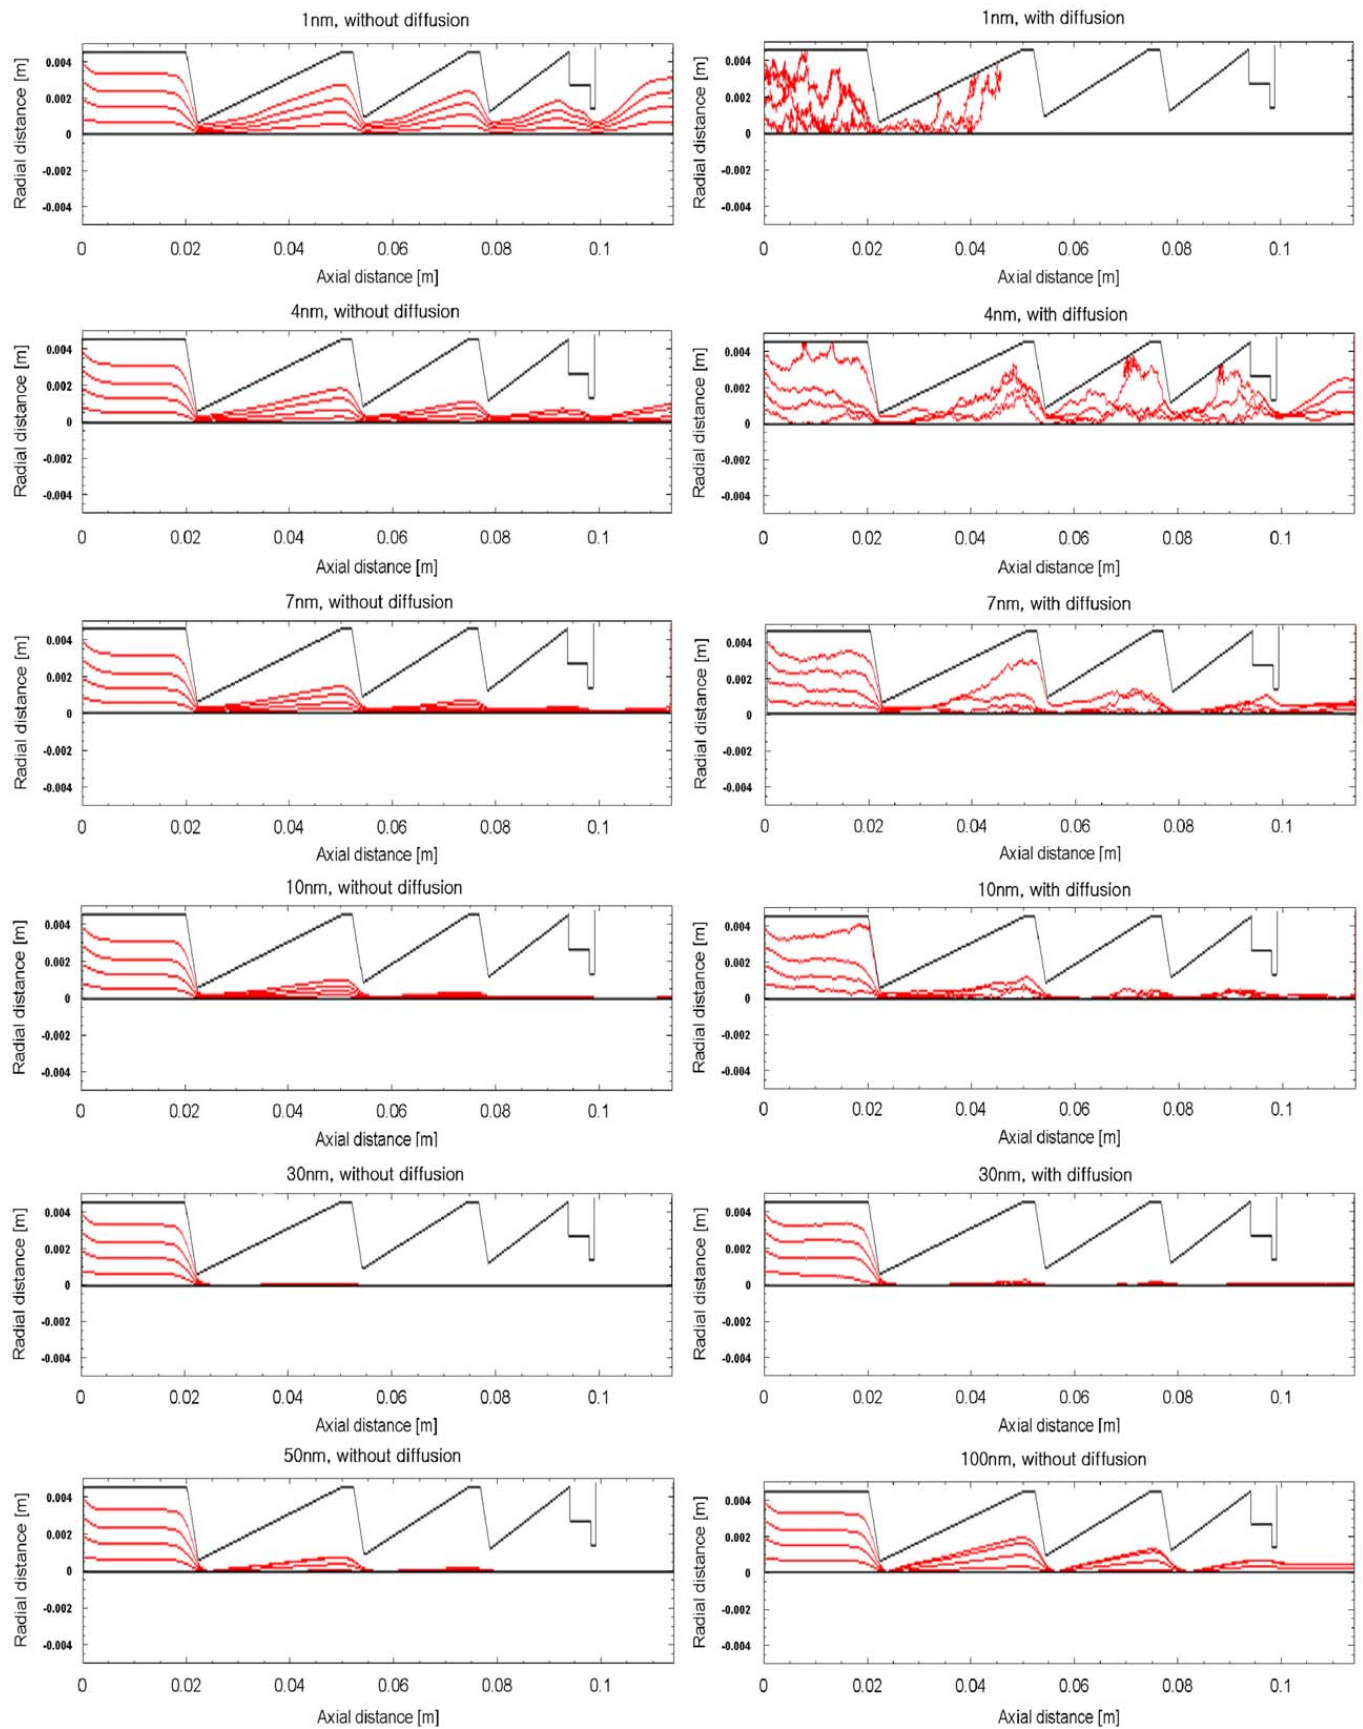 1nm, without diffusion
1nm, with diffusion
Radial distance [m]
0.004
0.002
0
-0.002
-0.004
0 0.02 0.04 0.06 0.08 0.1
Axial distance [m]
Radial distance [m]
0.004
0.002
0
-0.002
-0.004
0 0.02 0.04 0.06 0.08 0.1
Axial distance [m]
4nm, without diffusion
4nm, with diffusion
Radial distance [m]
0.004
0.002
0
-0.002
-0.004
0 0.02 0.04 0.06 0.08 0.1
Axial distance [m]
Radial distance [m]
0.004
0.002
0
-0.002
-0.004
0 0.02 0.04 0.06 0.08 0.1
Axial distance [m]
7nm, without diffusion
7nm, with diffusion
Radial distance [m]
0.004
0.002
0
-0.002
-0.004
0 0.02 0.04 0.06 0.08 0.1
Axial distance [m]
Radial distance [m]
0.004
0.002
0
-0.002
-0.004
0 0.02 0.04 0.06 0.08 0.1
Axial distance [m]
10nm, without diffusion
10nm, with diffusion
Radial distance [m]
0.004
0.002
0
-0.002
-0.004
0 0.02 0.04 0.06 0.08 0.1
Axial distance [m]
Radial distance [m]
0.004
0.002
0
-0.002
-0.004
0 0.02 0.04 0.06 0.08 0.1
Axial distance [m]
30nm, without diffusion
30nm, with diffusion
Radial distance [m]
0.004
0.002
0
-0.002
-0.004
0 0.02 0.04 0.06 0.08 0.1
Axial distance [m]
Radial distance [m]
0.004
0.002
0
-0.002
-0.004
0 0.02 0.04 0.06 0.08 0.1
Axial distance [m]
50nm, without diffusion
100nm, without diffusion
Radial distance [m]
0.004
0.002
0
-0.002
-0.004
0 0.02 0.04 0.06 0.08 0.1
Axial distance [m]
Radial distance [m]
0.004
0.002
0
-0.002
-0.004
0 0.02 0.04 0.06 0.08 0.1
Axial distance [m]